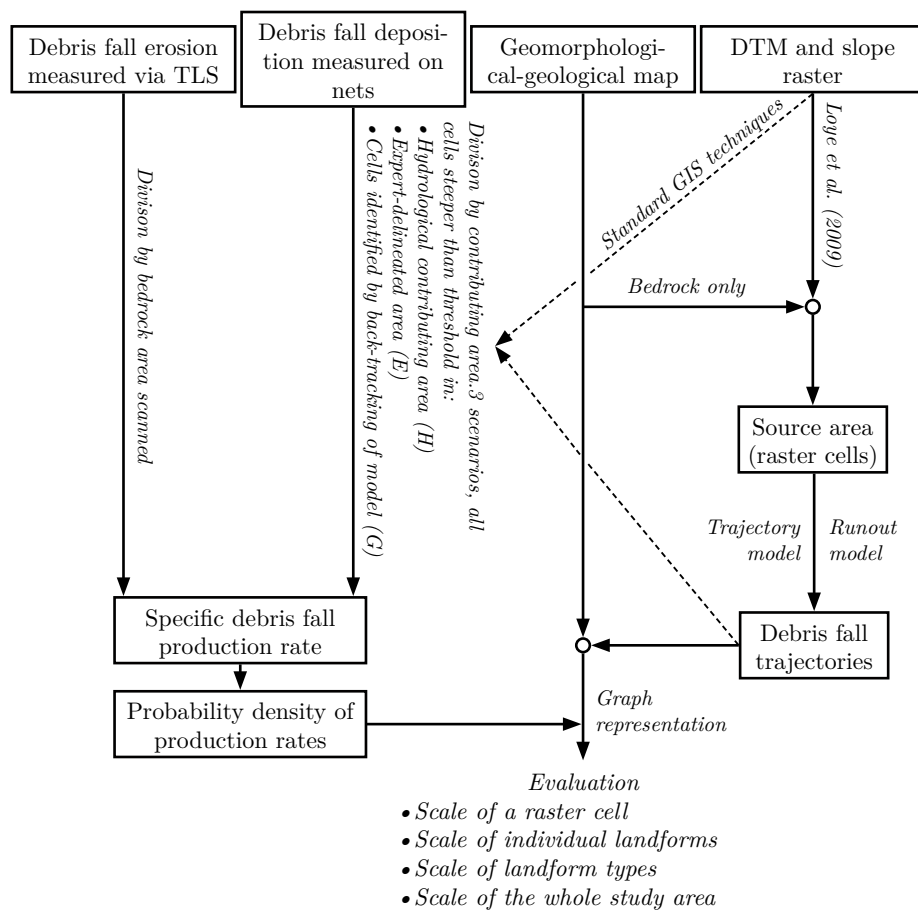 Debris fall erosion
measured via TLS
Debris fall deposi-
tion measured on
nets
Geomorphologi-
cal-geological map
DTM and slope
raster
Divison by bedrock area scanned
Divison by contributing area.3 scenarios, all
cells steeper than threshold in:
• Hydrological contributing area (H)
• Expert-delineated area (E)
• Cells identified by back-tracking of model (G)
Standard GIS techniques
Loye et al. (2009)
Bedrock only
Source area
(raster cells)
Trajectory
model
Runout
model
Specific debris fall
production rate
Debris fall
trajectories
Probability density of
production rates
Graph
representation
Evaluation
• Scale of a raster cell
• Scale of individual landforms
• Scale of landform types
• Scale of the whole study area